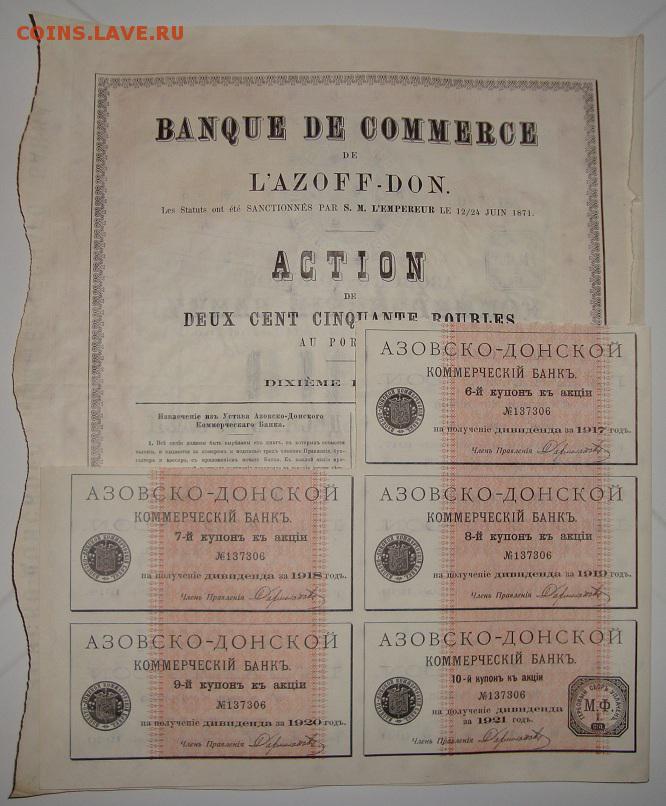 COINS.LAVE.RU
BANQUE DE COMMERCE
DE
L'AZOFF-DON.
Les Statuts ont été SANCTIONNÉS PAR S. M. L'EMPEREUR LE 12/24 JUIN 1871.
ACTION
DE
DEUX CENT CINQUANTE ROUBLES
AU POR
DIXIÈME
Извлеченіе изъ Устава Азовско-Донского
Коммерческаго Банка.
АЗОВСКО-ДОНСКОЙ
КОММЕРЧЕСКІЙ БАНКЪ.
6-й купонъ къ акціи
№137306
на полученіе дивиденда за 1917 годъ.
Членъ Правленія
АЗОВСКО-ДОНСКОЙ
КОММЕРЧЕСКІЙ БАНКЪ.
7-й купонъ къ акціи
№137306
на полученіе дивиденда за 1918 годъ.
Членъ Правленія
АЗОВСКО-ДОНСКОЙ
КОММЕРЧЕСКІЙ БАНКЪ.
8-й купонъ къ акціи
№137306
на полученіе дивиденда за 1919 годъ.
Членъ Правленія
АЗОВСКО-ДОНСКОЙ
КОММЕРЧЕСКІЙ БАНКЪ.
9-й купонъ къ акціи
№137306
на полученіе дивиденда за 1920 годъ.
Членъ Правленія
АЗОВСКО-ДОНСКОЙ
КОММЕРЧЕСКІЙ БАНКЪ.
10-й купонъ къ акціи
№137306
на полученіе дивиденда за
1921 годъ.
Членъ Правленія
М.Ф.